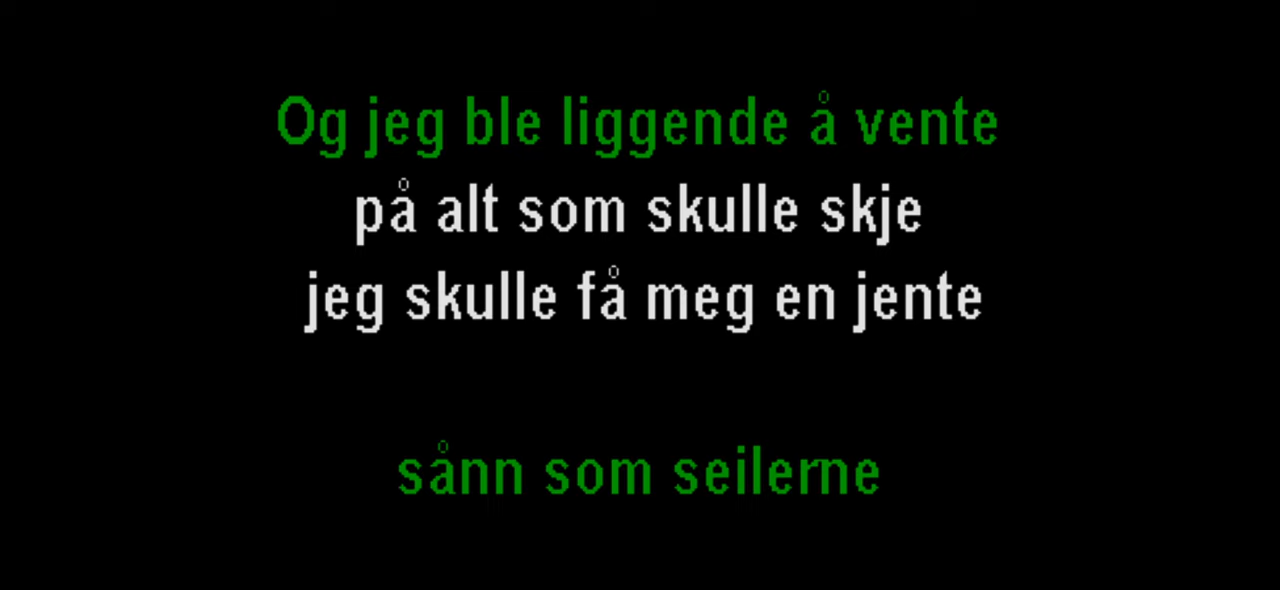 Og jeg ble liggende å vente
på alt som skulle skje
jeg skulle få meg en jente
sånn som seilerne